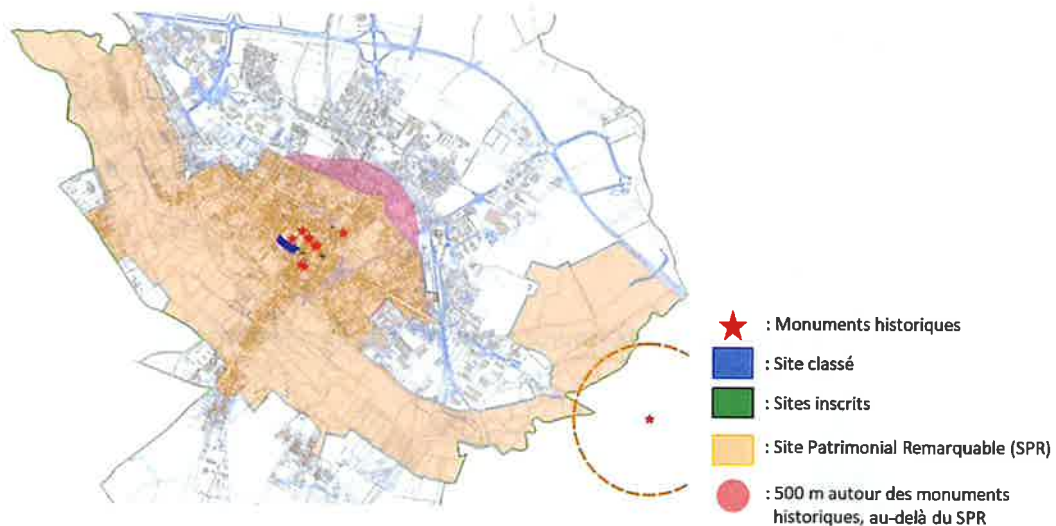 : Monuments historiques
: Site classé
: Sites inscrits
: Site Patrimonial Remarquable (SPR)
: 500 m autour des monuments
historiques, au-delà du SPR